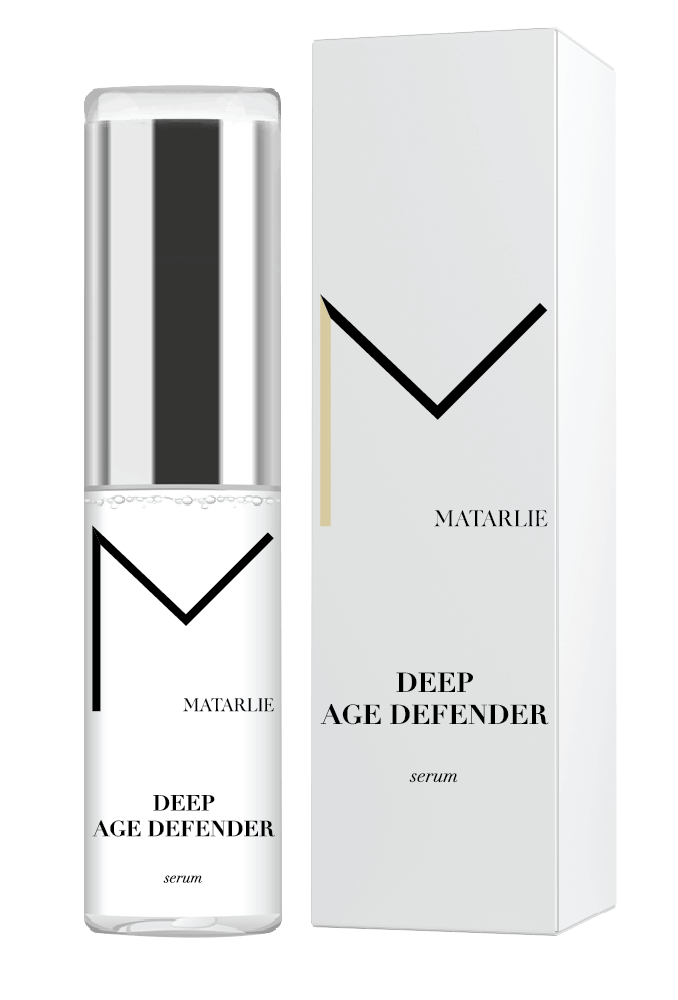 MATARLIE
DEEP
AGE DEFENDER
serum
MATARLIE
DEEP
AGE DEFENDER
serum